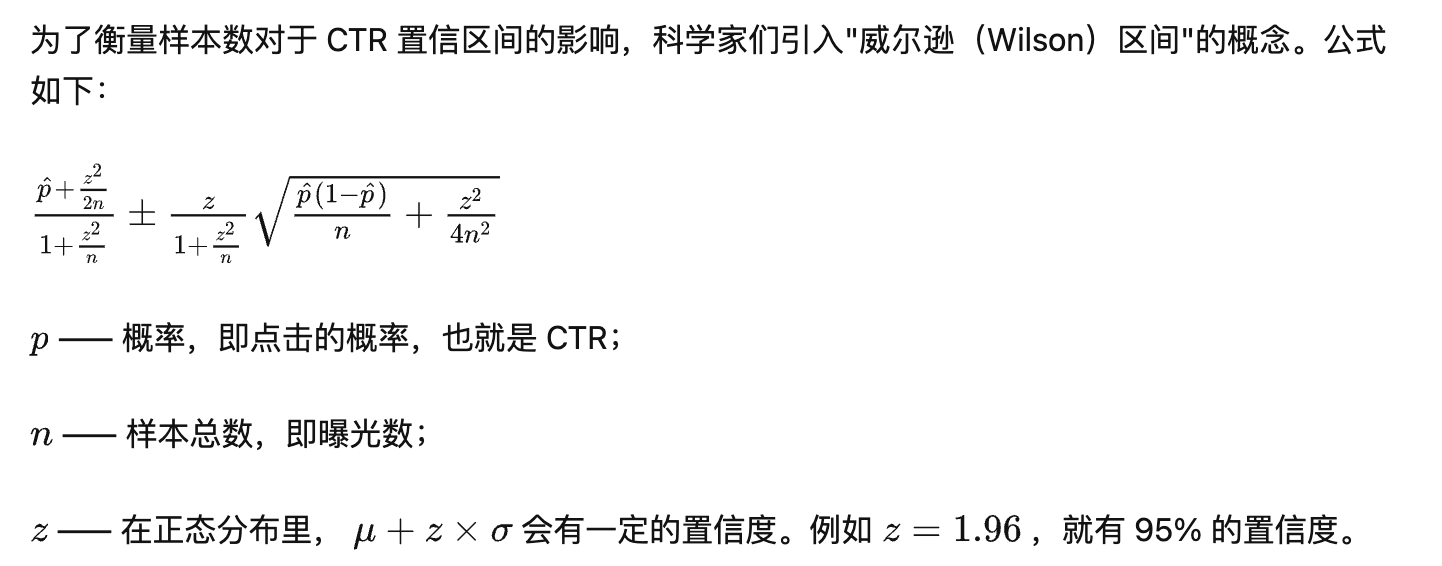 为了衡量样本数对于 CTR 置信区间的影响，科学家们引入"威尔逊（Wilson）区间"的概念。公式
如下：
$\frac{\hat{p}+\frac{z^2}{2n}}{1+\frac{z^2}{n}} \pm \frac{z}{1+\frac{z^2}{n}}\sqrt{\frac{\hat{p}(1-\hat{p})}{n}+\frac{z^2}{4n^2}}$
p —— 概率，即点击的概率，也就是 CTR；
n —— 样本总数，即曝光数；
z —— 在正态分布里， μ + z × σ 会有一定的置信度。例如 z = 1.96 ，就有 95% 的置信度。